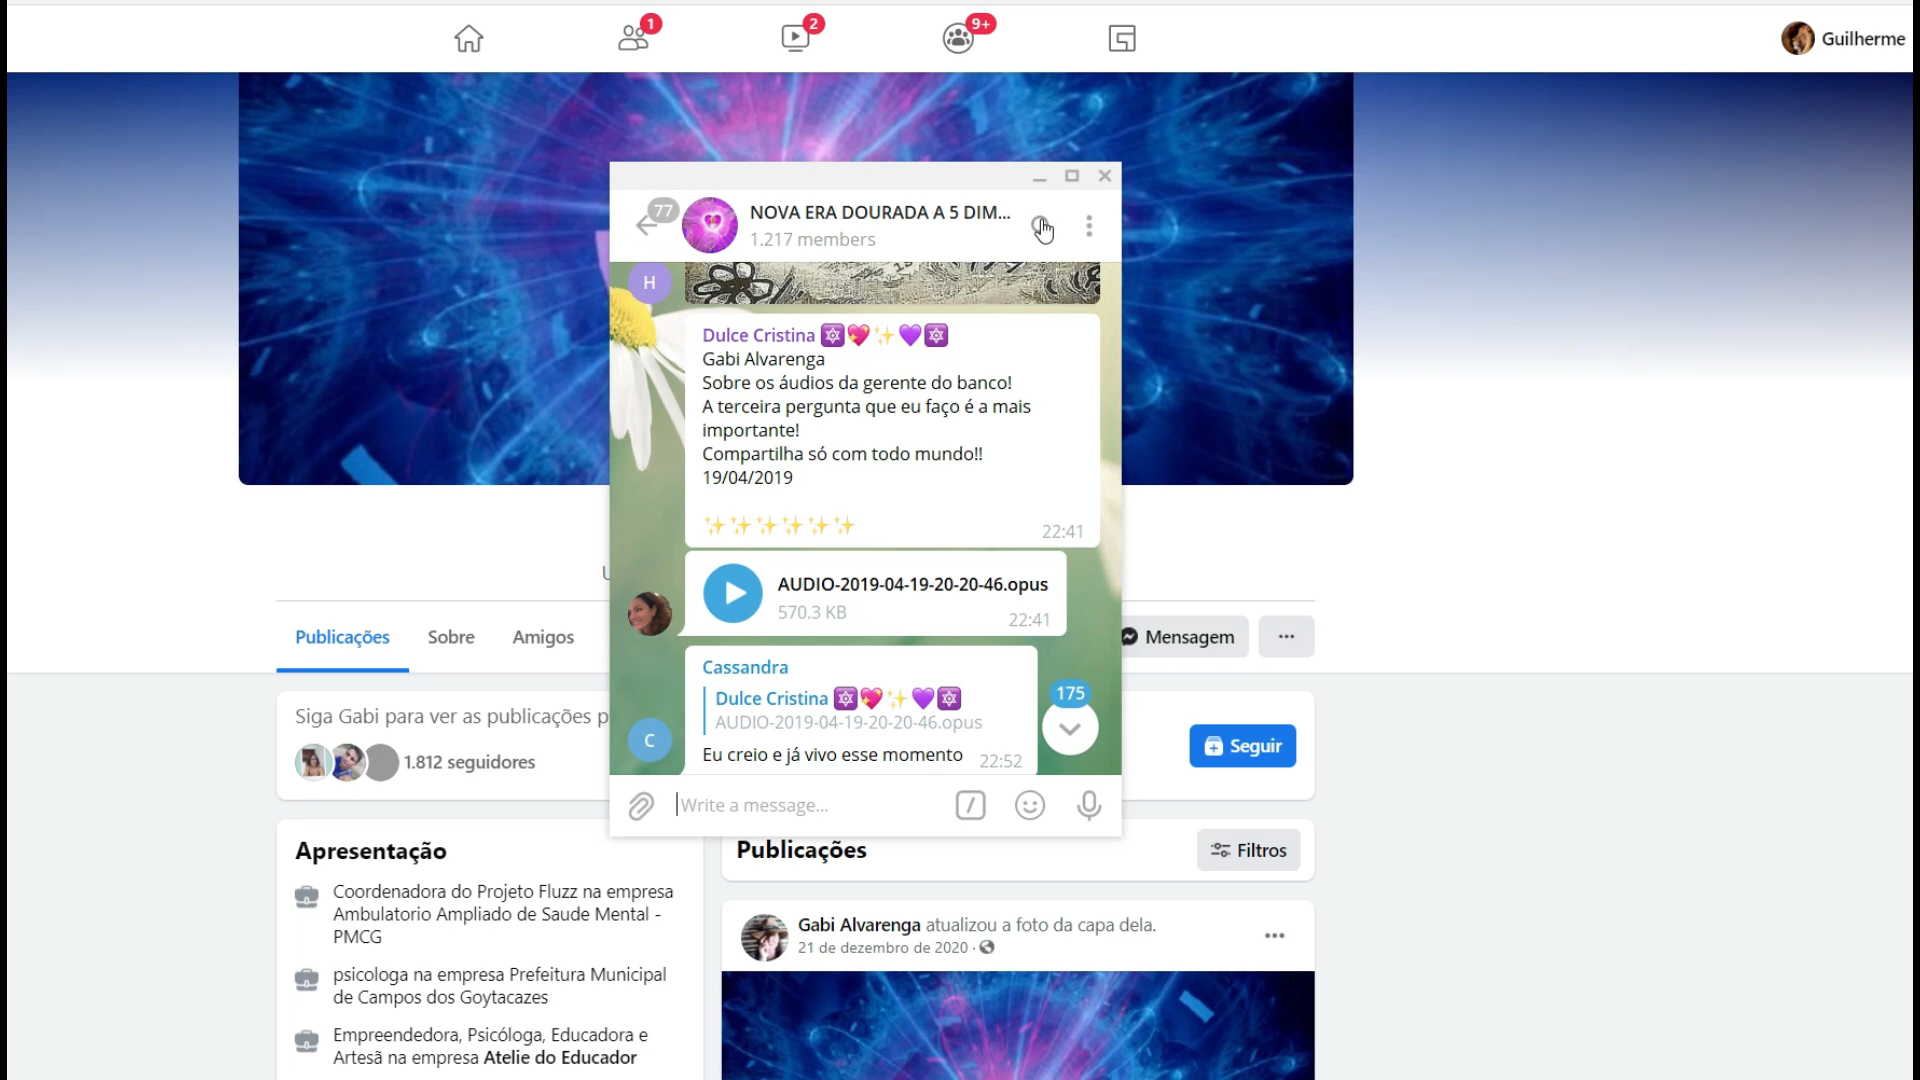 1
2
9+
Guilherme
77
NOVA ERA DOURADA A 5 DIM...
1.217 members
H
Dulce Cristina
Gabi Alvarenga
Sobre os áudios da gerente do banco!
A terceira pergunta que eu faço é a mais
importante!
Compartilha só com todo mundo!!
19/04/2019
22:41
AUDIO-2019-04-19-20-20-46.opus
570.3 KB
22:41
Cassandra
Dulce Cristina
AUDIO-2019-04-19-20-20-46.opus
C
Eu creio e já vivo esse momento
22:52
175
Write a message...
Publicações
Sobre
Amigos
Mensagem
Siga Gabi para ver as publicações
1.812 seguidores
Seguir
Apresentação
Coordenadora do Projeto Fluzz na empresa
Ambulatorio Ampliado de Saude Mental -
PMCG
psicologa na empresa Prefeitura Municipal
de Campos dos Goytacazes
Empreendedora, Psicóloga, Educadora e
Artesã na empresa Atelie do Educador
Publicações
Filtros
Gabi Alvarenga atualizou a foto da capa dela.
21 de dezembro de 2020 ·